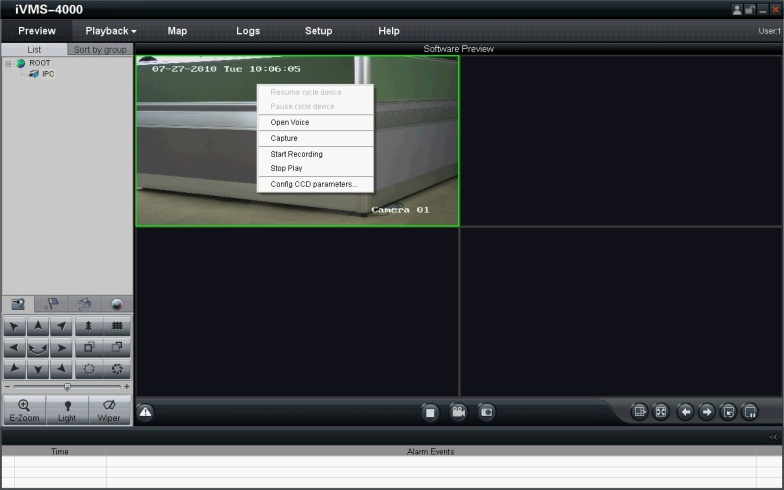 iVMS-4000
Preview Playback Map Logs Setup Help User:1
List Sort by group Software Preview
ROOT
IPC
07-27-2010 Tue 10:06:05
Resume cycle device
Pause cycle device
Open Voice
Capture
Start Recording
Stop Play
Config CCD parameters...
Camera 01
E-Zoom Light Wiper
Time Alarm Events